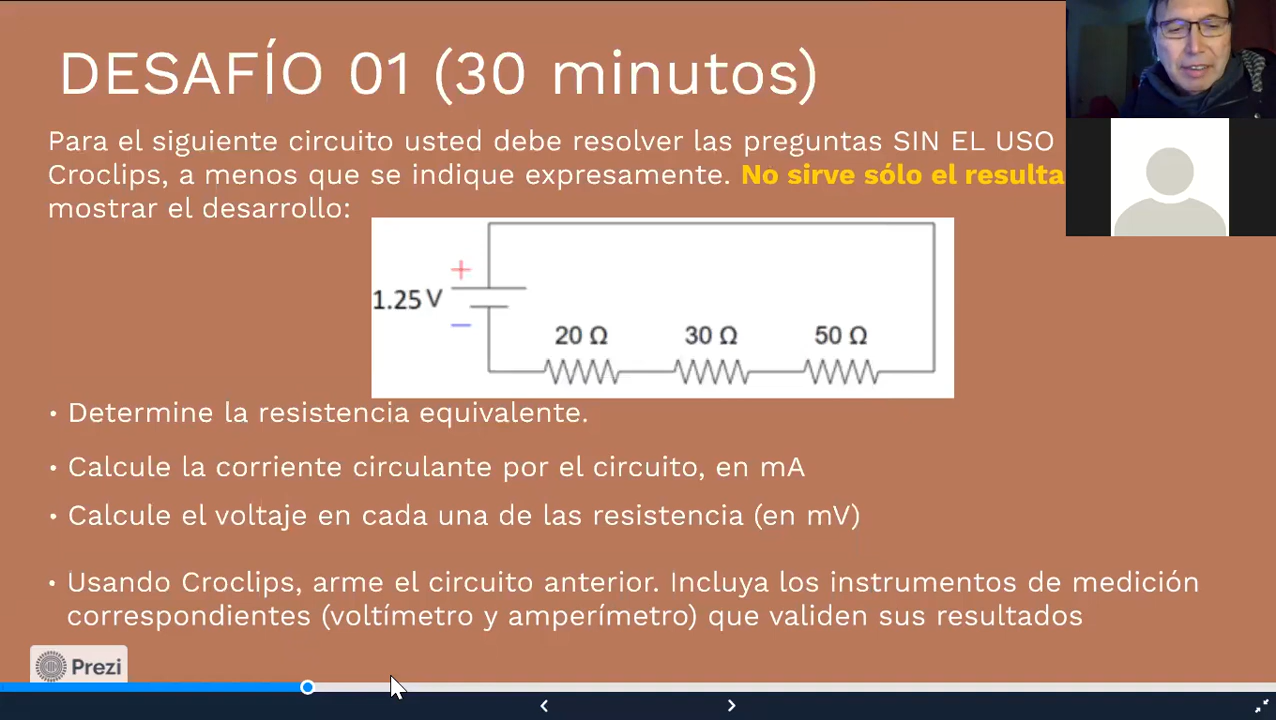 DESAFÍO 01 (30 minutos)
Para el siguiente circuito usted debe resolver las preguntas SIN EL USO
Croclips, a menos que se indique expresamente. No sirve sólo el resulta
mostrar el desarrollo:
+
1.25 V
−
20 Ω 30 Ω 50 Ω
• Determine la resistencia equivalente.
• Calcule la corriente circulante por el circuito, en mA
• Calcule el voltaje en cada una de las resistencia (en mV)
• Usando Croclips, arme el circuito anterior. Incluya los instrumentos de medición
correspondientes (voltímetro y amperímetro) que validen sus resultados
Prezi